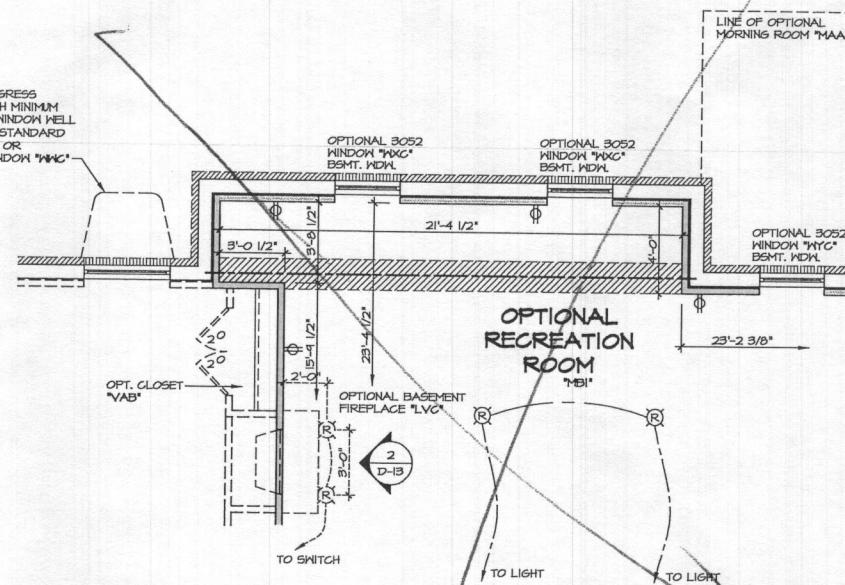 LINE OF OPTIONAL
MORNING ROOM "MAA
GRESS
H MINIMUM
WINDOW WELL
STANDARD
OR
NDOW "WWC"
OPTIONAL 3052
WINDOW "WXC"
BSMT. WDW.
OPTIONAL 3052
WINDOW "WXC"
BSMT. WDW.
OPTIONAL 3052
WINDOW "WYC"
BSMT. WDW.
21'-4 1/2"
3'-0 1/2"
3'-8 1/2"
4'-0"
OPTIONAL
RECREATION
ROOM
"MB1"
23'-2 3/8"
2⁰
2⁰
15'-9 1/2"
23'-4 1/2"
2'-0"
OPT. CLOSET
"VAB"
OPTIONAL BASEMENT
FIREPLACE "LVC"
R
R
R
R
3'-0"
2
D-13
TO SWITCH
TO LIGHT
TO LIGHT